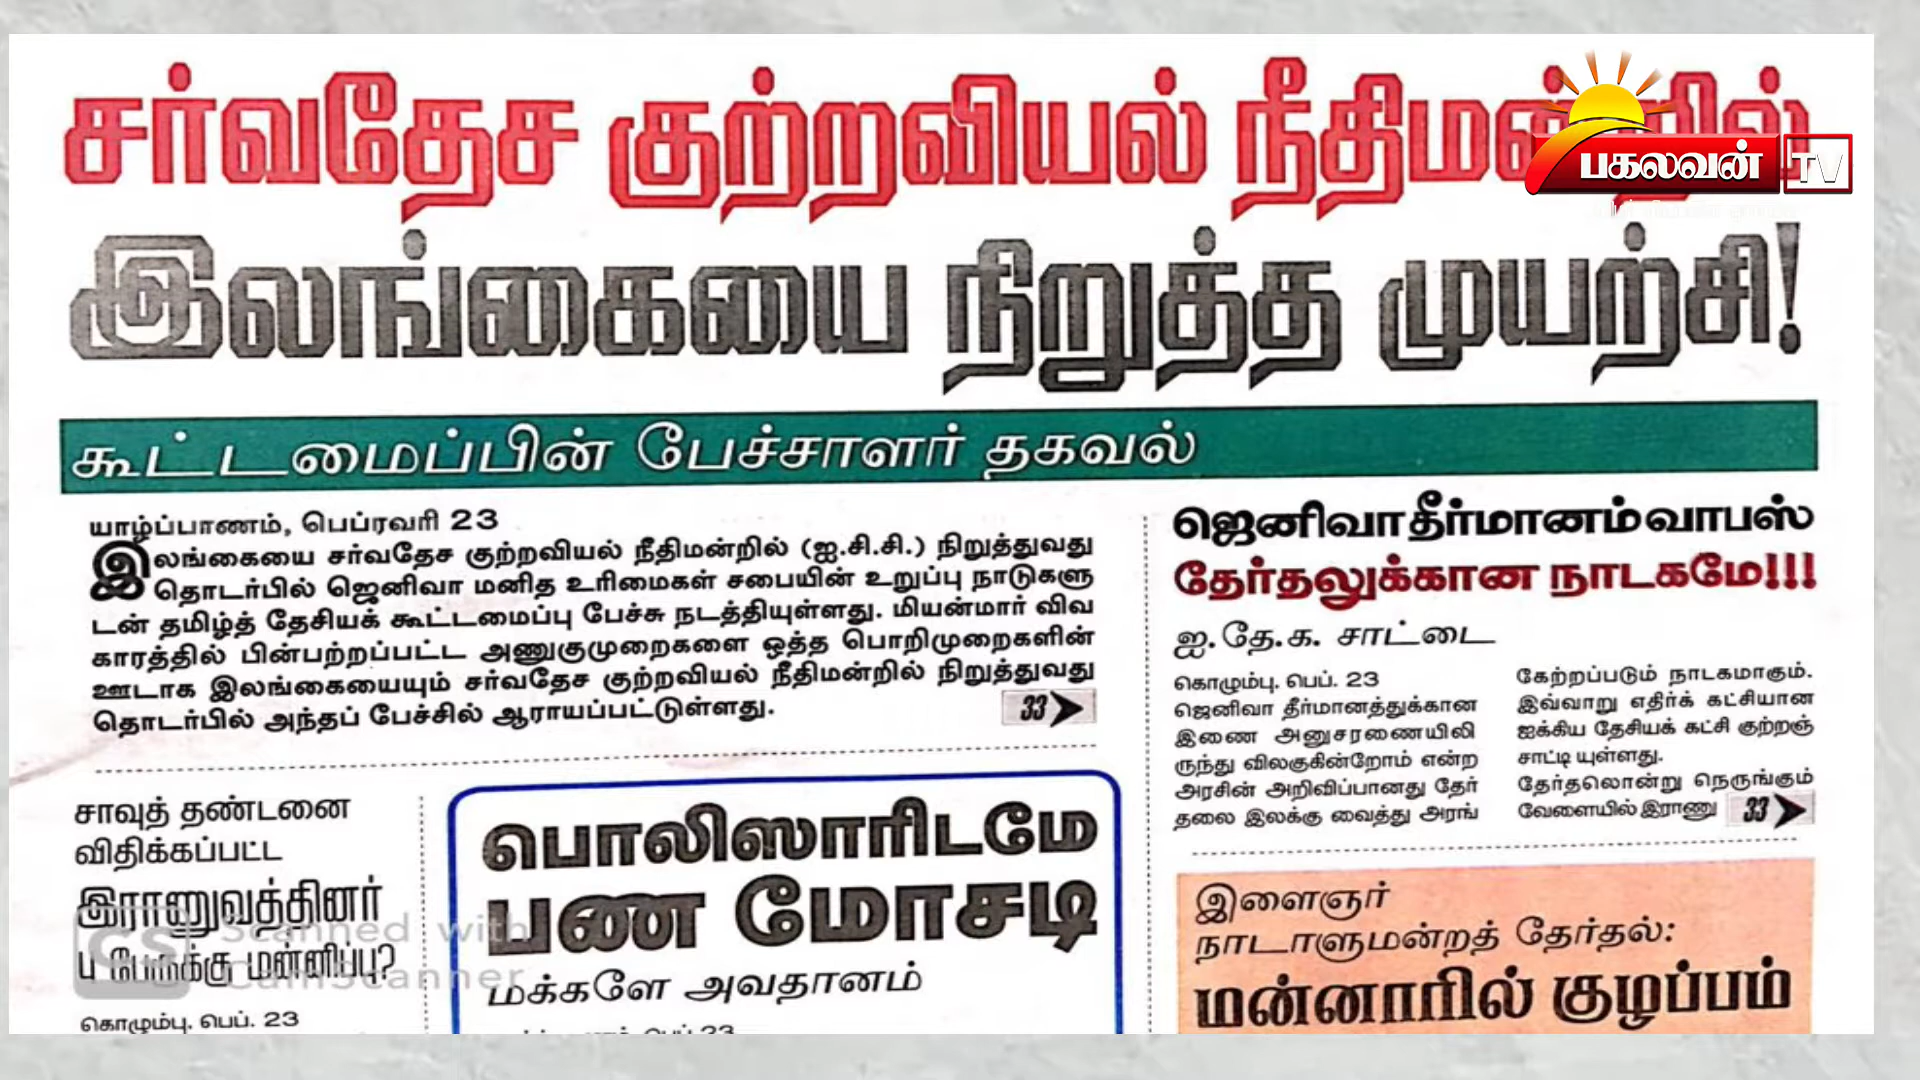 சர்வதேச குற்றவியல் நீதிமன்றில்
இலங்கையை நிறுத்த முயற்சி!
பகலவன் TV
கூட்டமைப்பின் பேச்சாளர் தகவல்
யாழ்ப்பாணம், பெப்ரவரி 23
இலங்கையை சர்வதேச குற்றவியல் நீதிமன்றில் (ஐ.சி.சி.) நிறுத்துவது
தொடர்பில் ஜெனிவா மனித உரிமைகள் சபையின் உறுப்பு நாடுகளு
டன் தமிழ்த் தேசியக் கூட்டமைப்பு பேச்சு நடத்தியுள்ளது. மியன்மார் விவ
காரத்தில் பின்பற்றப்பட்ட அணுகுமுறைகளை ஒத்த பொறிமுறைகளின்
ஊடாக இலங்கையையும் சர்வதேச குற்றவியல் நீதிமன்றில் நிறுத்துவது
தொடர்பில் அந்தப் பேச்சில் ஆராயப்பட்டுள்ளது.
33
ஜெனிவா தீர்மானம் வாபஸ்
தேர்தலுக்கான நாடகமே!!!
ஐ.தே.க. சாட்டை
கொழும்பு. பெப். 23
ஜெனிவா தீர்மானத்துக்கான
இணை அனுசரணையிலி
ருந்து விலகுகின்றோம் என்ற
அரசின் அறிவிப்பானது தேர்
தலை இலக்கு வைத்து அரங்
கேற்றப்படும் நாடகமாகும்.
இவ்வாறு எதிர்க் கட்சியான
ஐக்கிய தேசியக் கட்சி குற்றஞ்
சாட்டி யுள்ளது.
தேர்தலொன்று நெருங்கும்
வேளையில் இராணு 33
சாவுத் தண்டனை
விதிக்கப்பட்ட
இராணுவத்தினர்
பேருக்கு மன்னிப்பு?
கொழும்பு. பெப். 23
CS Scanned with
CamScanner
பொலிஸாரிடமே
பண மோசடி
மக்களே அவதானம்
இளைஞர்
நாடாளுமன்றத் தேர்தல்:
மன்னாரில் குழப்பம்